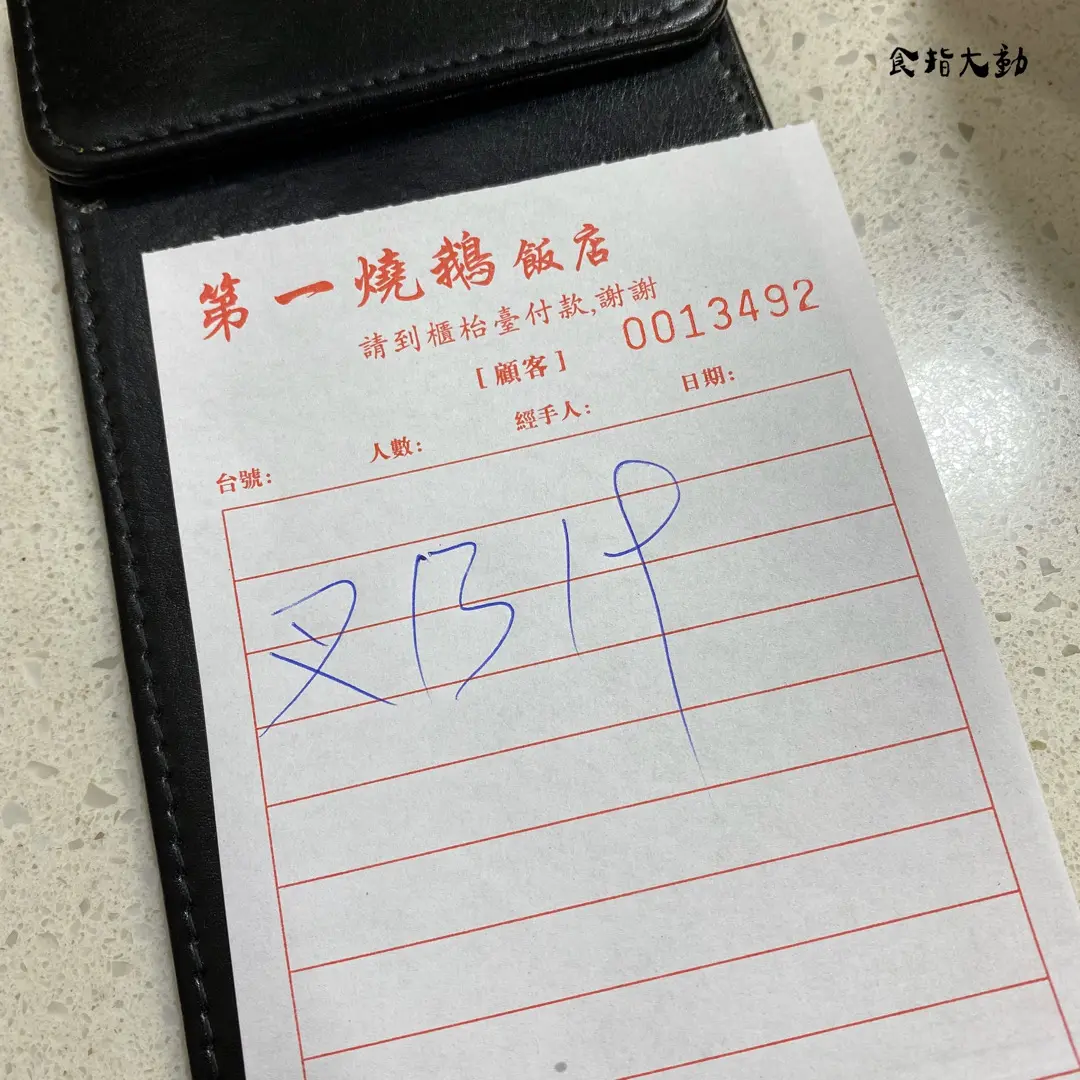 食指大動
第一燒鵝飯店
請到櫃枱臺付款,謝謝
0013492
[顧客]
台號: 人數: 經手人: 日期: